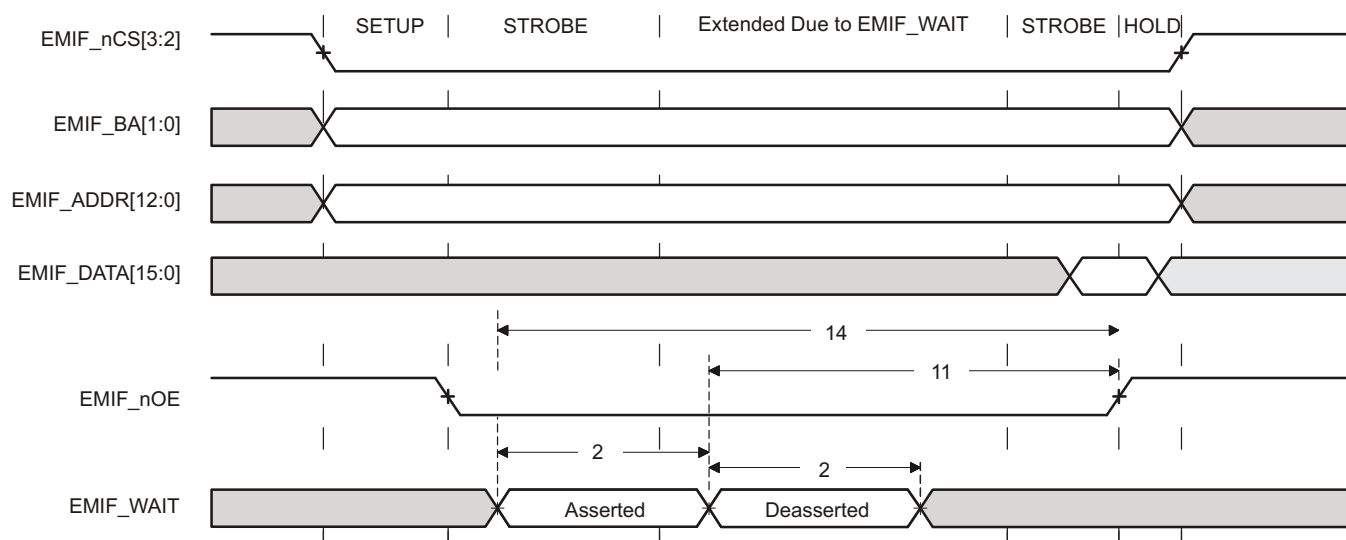 SETUP STROBE Extended Due to EMIF_WAIT STROBE HOLD
EMIF_nCS[3:2]
EMIF_BA[1:0]
EMIF_ADDR[12:0]
EMIF_DATA[15:0]
14
11
EMIF_nOE
2
2
EMIF_WAIT Asserted Deasserted